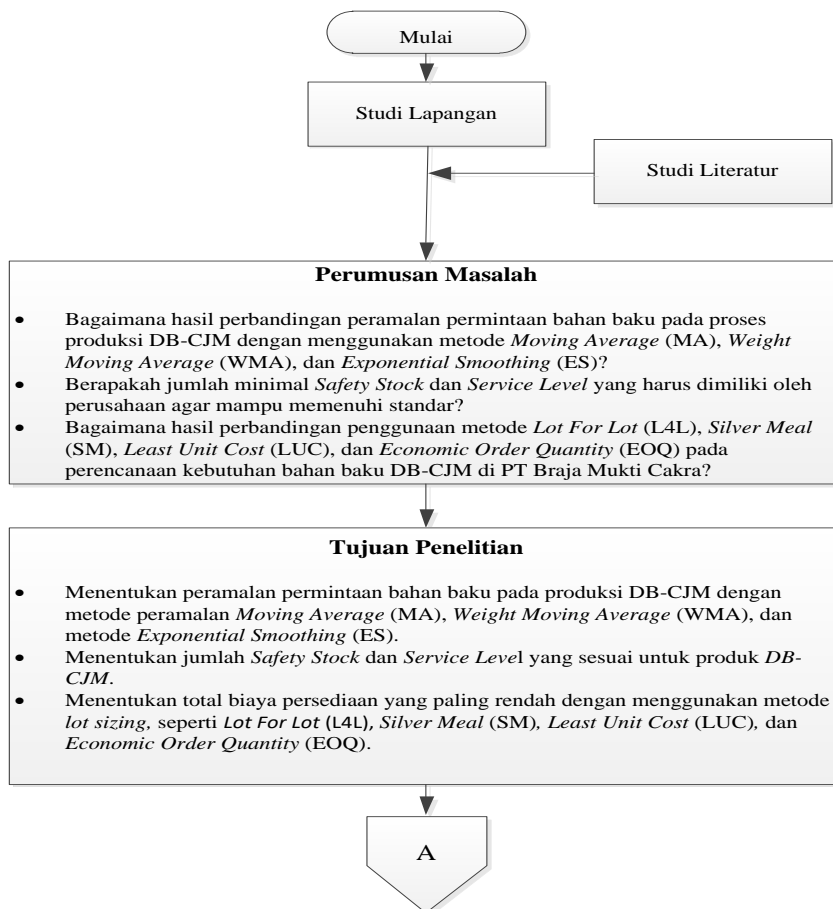 Mulai
Studi Lapangan
Studi Literatur
Perumusan Masalah
• Bagaimana hasil perbandingan peramalan permintaan bahan baku pada proses
produksi DB-CJM dengan menggunakan metode Moving Average (MA), Weight
Moving Average (WMA), dan Exponential Smoothing (ES)?
• Berapakah jumlah minimal Safety Stock dan Service Level yang harus dimiliki oleh
perusahaan agar mampu memenuhi standar?
• Bagaimana hasil perbandingan penggunaan metode Lot For Lot (L4L), Silver Meal
(SM), Least Unit Cost (LUC), dan Economic Order Quantity (EOQ) pada
perencanaan kebutuhan bahan baku DB-CJM di PT Braja Mukti Cakra?
Tujuan Penelitian
• Menentukan peramalan permintaan bahan baku pada produksi DB-CJM dengan
metode peramalan Moving Average (MA), Weight Moving Average (WMA), dan
metode Exponential Smoothing (ES).
• Menentukan jumlah Safety Stock dan Service Level yang sesuai untuk produk DB-
CJM.
• Menentukan total biaya persediaan yang paling rendah dengan menggunakan metode
lot sizing, seperti Lot For Lot (L4L), Silver Meal (SM), Least Unit Cost (LUC), dan
Economic Order Quantity (EOQ).
A